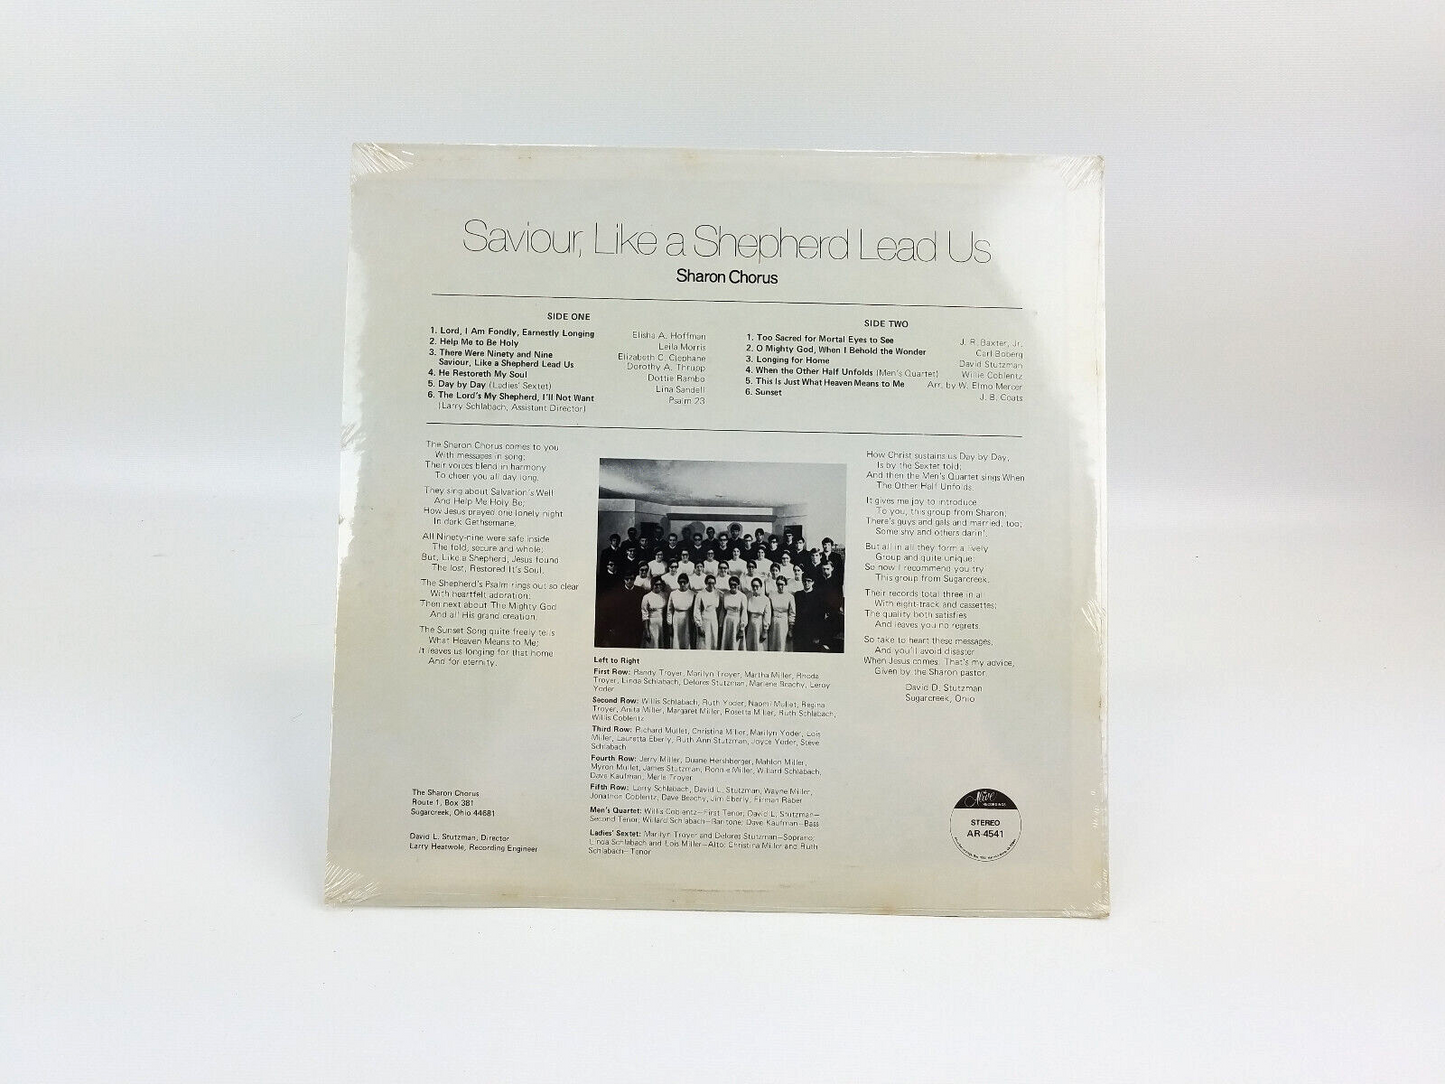 Saviour, Like a Shepherd Lead Us
Sharon Chorus
SIDE ONE
1. Lord, I Am Fondly, Earnestly Longing Elisha A. Hoffman
2. Help Me to Be Holy Leila Morris
3. There Were Ninety and Nine Elizabeth C. Clephane
Saviour, Like a Shepherd Lead Us Dorothy A. Thrupp
4. He Restoreth My Soul Dottie Rambo
5. Day by Day (Ladies' Sextet) Lina Sandell
6. The Lord's My Shepherd, I'll Not Want Psalm 23
(Larry Schlabach, Assistant Director)
SIDE TWO
1. Too Sacred for Mortal Eyes to See J. R. Baxter, Jr.
2. O Mighty God, When I Behold the Wonder Carl Boberg
3. Longing for Home David Stutzman
4. When the Other Half Unfolds (Men's Quartet) Willie Coblentz
5. This Is Just What Heaven Means to Me Arr. by W. Elmo Mercer
6. Sunset J. B. Coats
The Sharon Chorus comes to you
With messages in song;
Their voices blend in harmony
To cheer you all day long.
They sing about Salvation's Well
And Help Me Holy Be;
How Jesus prayed one lonely night
In dark Gethsemane.
All Ninety-nine were safe inside
The fold, secure and whole;
But, Like a Shepherd, Jesus found
The lost, Restored It's Soul.
The Shepherd's Psalm rings out so clear
With heartfelt adoration;
Then next about The Mighty God
And all His grand creation.
The Sunset Song quite freely tells
What Heaven Means to Me;
It leaves us longing for that home
And for eternity.
Left to Right
First Row: Randy Troyer, Marilyn Troyer, Martha Miller, Rhoda
Troyer, Linda Schlabach, Delores Stutzman, Marlene Beachy, Leroy
Yoder
Second Row: Willis Schlabach, Ruth Yoder, Naomi Mullet, Regina
Troyer, Anita Miller, Margaret Miller, Rosetta Miller, Ruth Schlabach,
Willis Coblentz
Third Row: Richard Mullet, Christina Miller, Marilyn Yoder, Lois
Miller, Lauretta Eberly, Ruth Ann Stutzman, Joyce Yoder, Steve
Schlabach
Fourth Row: Jerry Miller, Duane Hershberger, Mahlon Miller,
Myron Mullet, James Stutzman, Ronnie Miller, Willard Schlabach,
Dave Kaufman, Merle Troyer
Fifth Row: Larry Schlabach, David L. Stutzman, Wayne Miller,
Jonathan Coblentz, Dave Beachy, Jim Eberly, Firman Raber
Men's Quartet: Willis Coblentz—First Tenor; David L. Stutzman—
Second Tenor; Willard Schlabach—Baritone; Dave Kaufman—Bass
Ladies' Sextet: Marilyn Troyer and Delores Stutzman—Soprano;
Linda Schlabach and Lois Miller—Alto; Christina Miller and Ruth
Schlabach—Tenor
How Christ sustains us Day by Day,
Is by the Sextet told;
And then the Men's Quartet sings When
The Other Half Unfolds.
It gives me joy to introduce
To you, this group from Sharon;
There's guys and gals and married, too;
Some shy and others darin'.
But all in all they form a lively
Group and quite unique
So now I recommend you try
This group from Sugarcreek.
Their records total three in all
With eight-track and cassettes;
The quality both satisfies
And leaves you no regrets.
So take to heart these messages,
And you'll avoid disaster
When Jesus comes. That's my advice,
Given by the Sharon pastor.
David D. Stutzman
Sugarcreek, Ohio
The Sharon Chorus
Route 1, Box 381
Sugarcreek, Ohio 44681
David L. Stutzman, Director
Larry Heatwole, Recording Engineer
STEREO
AR-4541